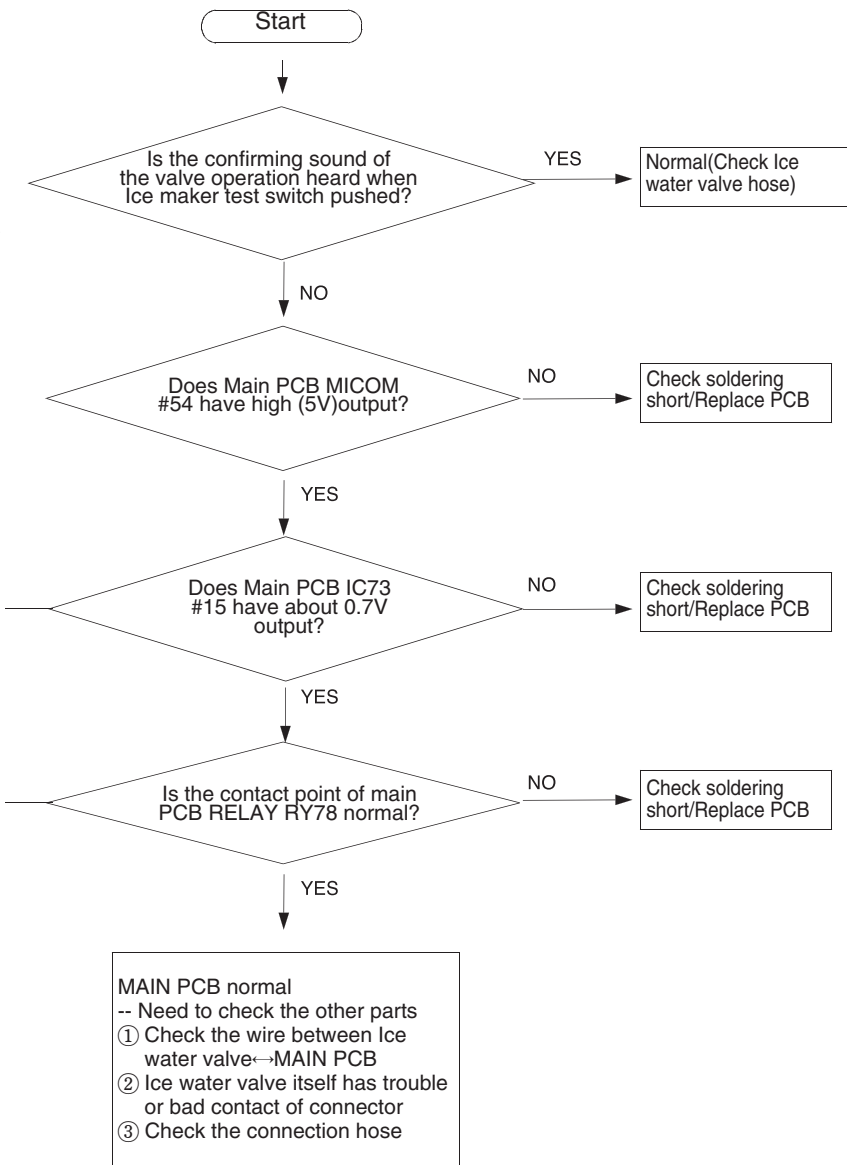 Start
Is the confirming sound of
the valve operation heard when
Ice maker test switch pushed?
YES
Normal(Check Ice
water valve hose)
NO
Does Main PCB MICOM
#54 have high (5V)output?
NO
Check soldering
short/Replace PCB
YES
Does Main PCB IC73
#15 have about 0.7V
output?
NO
Check soldering
short/Replace PCB
YES
Is the contact point of main
PCB RELAY RY78 normal?
NO
Check soldering
short/Replace PCB
YES
MAIN PCB normal
-- Need to check the other parts
① Check the wire between Ice
water valve↔MAIN PCB
② Ice water valve itself has trouble
or bad contact of connector
③ Check the connection hose